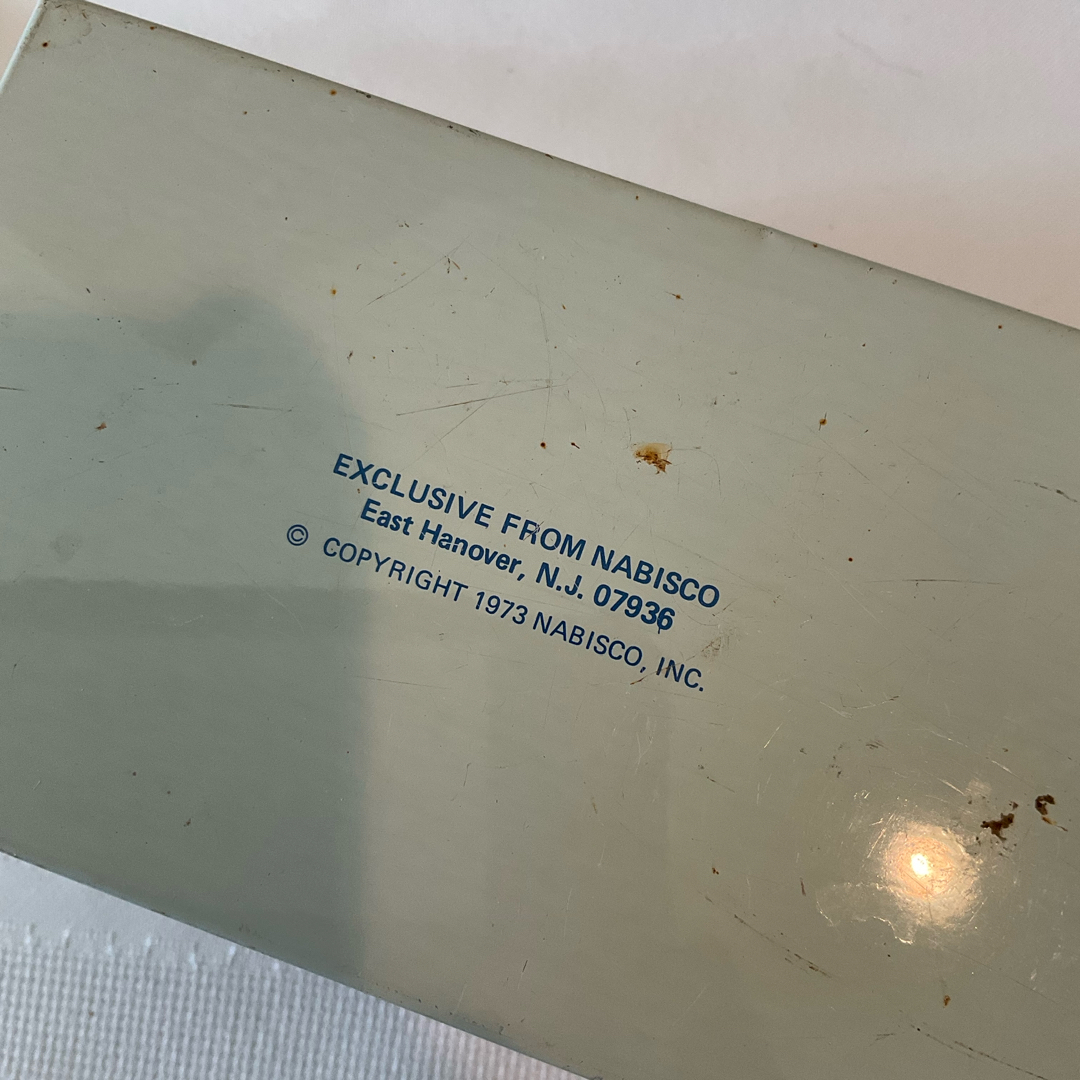 EXCLUSIVE FROM NABISCO
East Hanover, N.J. 07936
© COPYRIGHT 1973 NABISCO, INC.